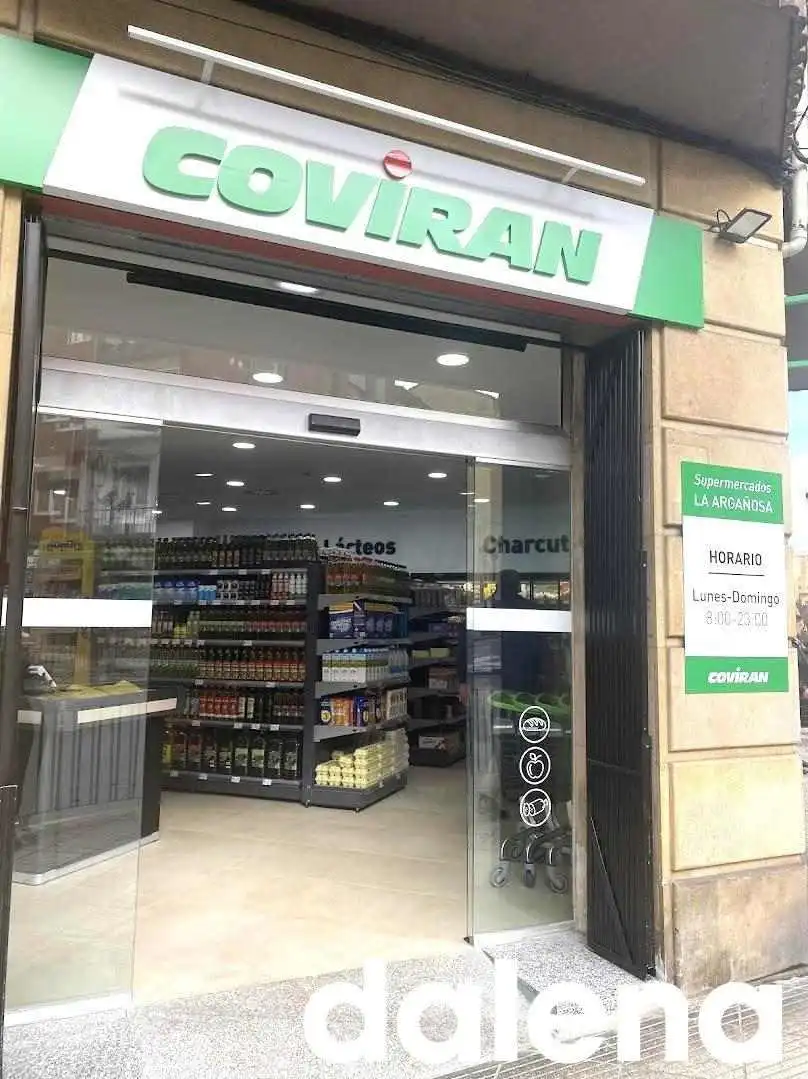 COVIRAN
Lácteos
Charcut
Supermercados
LA ARGAÑOSA
HORARIO
Lunes-Domingo
8:00-23:00
COVIRAN
dalena